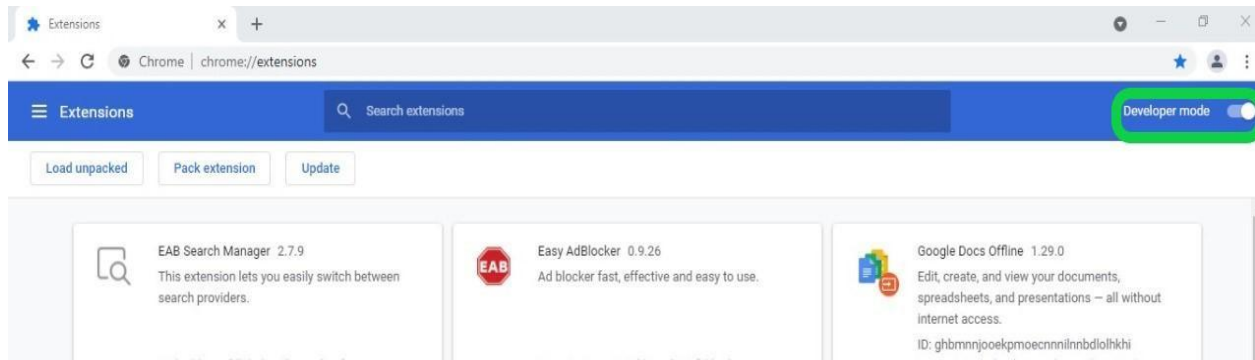 Extensions
Chrome | chrome://extensions
Extensions
Search extensions
Developer mode
Load unpacked
Pack extension
Update
EAB Search Manager 2.7.9
This extension lets you easily switch between
search providers.
EAB
Easy AdBlocker 0.9.26
Ad blocker fast, effective and easy to use.
Google Docs Offline 1.29.0
Edit, create, and view your documents,
spreadsheets, and presentations — all without
internet access.
ID: ghbmnnjooekpmoecnnnilnnbdlolhkhi